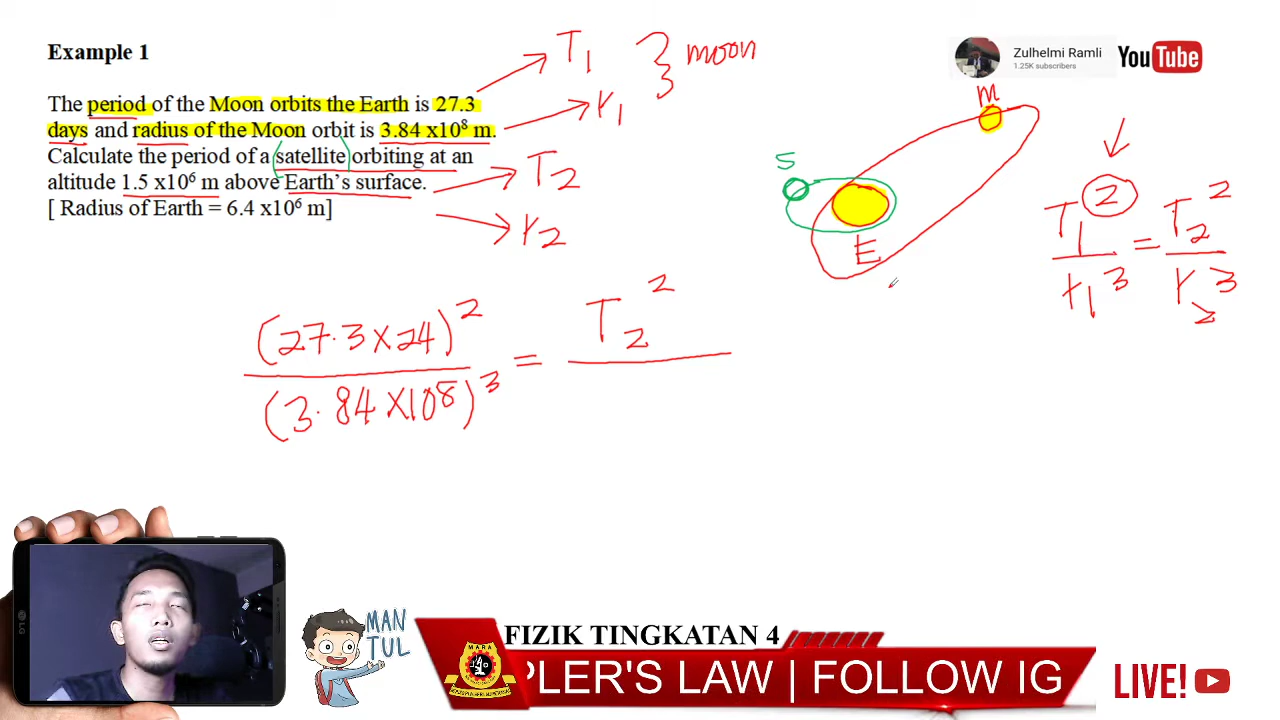 Example 1
The period of the Moon orbits the Earth is 27.3
days and radius of the Moon orbit is 3.84 x10⁸ m.
Calculate the period of a (satellite) orbiting at an
altitude 1.5 x10⁶ m above Earth's surface.
[ Radius of Earth = 6.4 x10⁶ m]
T₁
r₁
} moon
T₂
r₂
Zulhelmi Ramli
1.25K subscribers
YouTube
m
S
E
T₁² / r₁³ = T₂² / r₂³
(27.3 x 24)² / (3.84 x 10⁸)³ = T₂² /
LG
MAN
TUL
MARA
FIZIK TINGKATAN 4
PLER'S LAW | FOLLOW IG
LIVE!